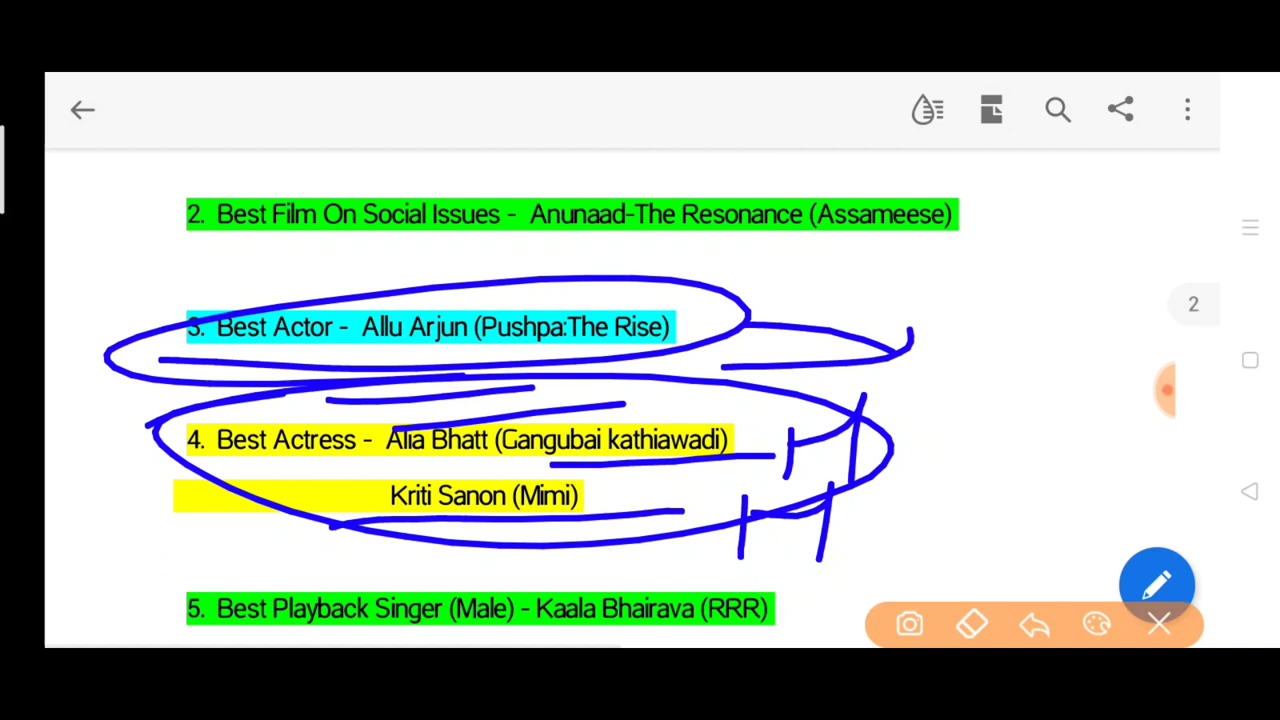 2. Best Film On Social Issues - Anunaad-The Resonance (Assameese)
2
3. Best Actor - Allu Arjun (Pushpa:The Rise)
4. Best Actress - Alia Bhatt (Gangubai kathiawadi)
H
Kriti Sanon (Mimi)
H
5. Best Playback Singer (Male) - Kaala Bhairava (RRR)